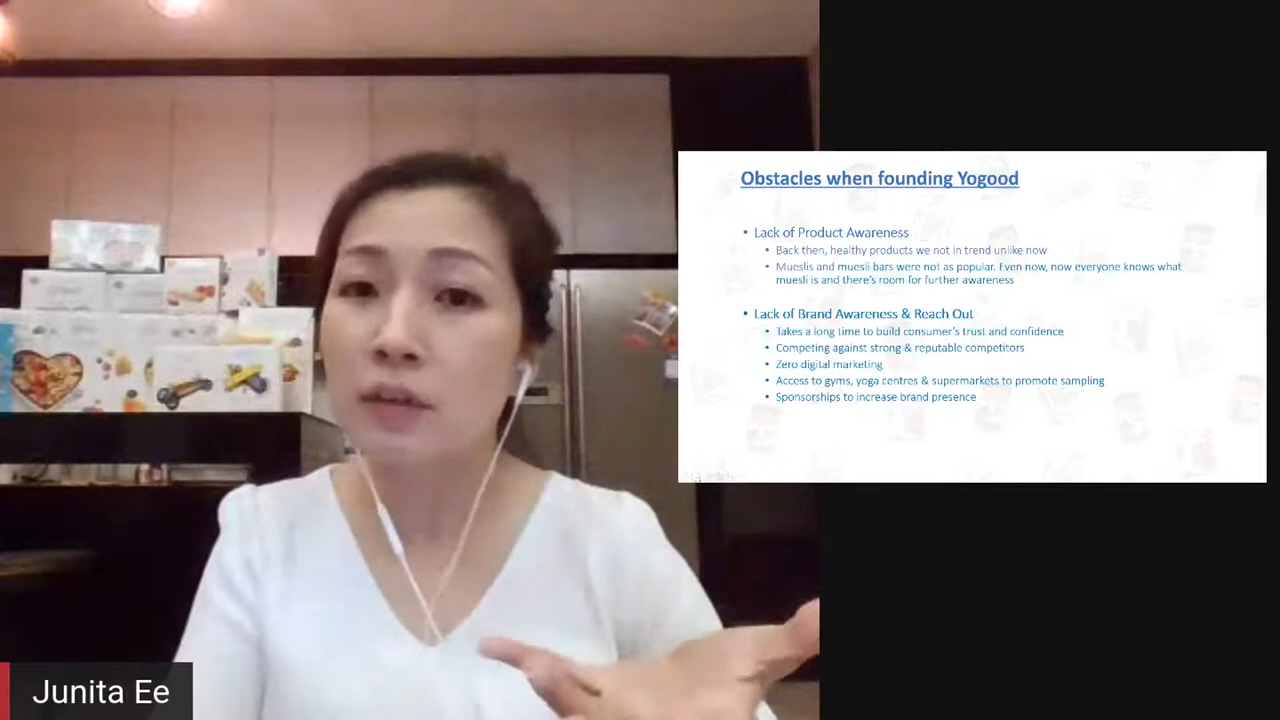 Obstacles when founding Yogood
• Lack of Product Awareness
• Back then, healthy products we not in trend unlike now
• Mueslis and muesli bars were not as popular. Even now, now everyone knows what
muesli is and there's room for further awareness
• Lack of Brand Awareness & Reach Out
• Takes a long time to build consumer's trust and confidence
• Competing against strong & reputable competitors
• Zero digital marketing
• Access to gyms, yoga centres & supermarkets to promote sampling
• Sponsorships to increase brand presence
Junita Ee